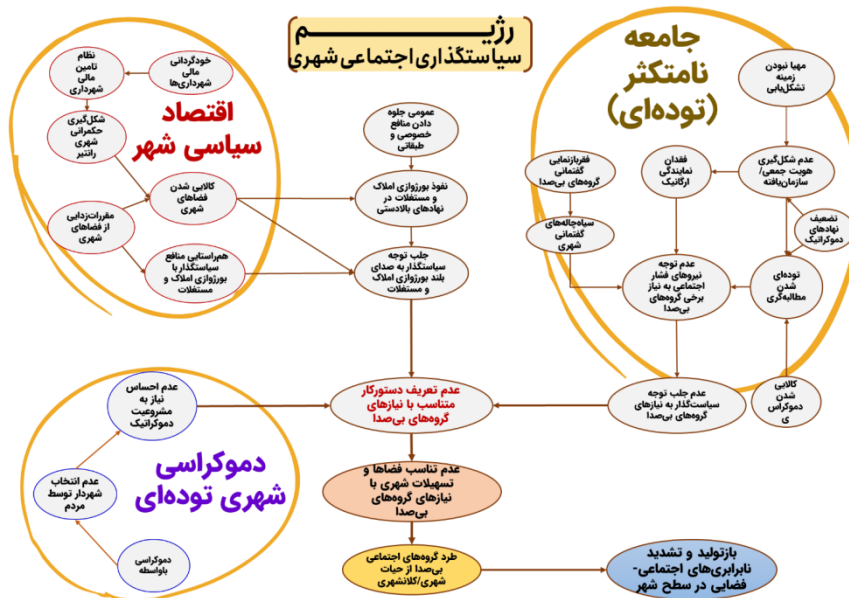 رژیم
سیاستگذاری اجتماعی شهری
جامعه
نامتکثر
(توده‌ای)
مهیا نبودن
زمینه
تشکل‌یابی
عدم شکل‌گیری
هویت جمعی/
سازمان‌یافته
فقدان
نمایندگی
ارگانیک
فقربازنمایی
گفتمانی
گروه‌های بی‌صدا
سیاه‌چاله‌های
گفتمانی
شهری
تضعیف
نهادهای
دموکراتیک
توده‌ای
شدن
مطالبه‌گری
عدم توجه
نیروهای فشار
اجتماعی به نیاز
برخی گروه‌های
بی‌صدا
کالایی
شدن
دموکراس
ی
عدم جلب توجه
سیاست‌گذار به نیازهای
گروه‌های بی‌صدا
عمومی جلوه
دادن منافع
خصوصی و
طبقاتی
نفوذ بورژوازی املاک
و مستغلات در
نهادهای بالادستی
جلب توجه
سیاستگذار به صدای
بلند بورژوازی املاک
و مستغلات
اقتصاد
سیاسی شهر
خودگردانی
مالی
شهرداری‌ها
نظام
تامین
مالی
شهرداری
شکل‌گیری
حکمرانی
شهری
رانتیر
کالایی شدن
فضاهای
شهری
مقررات‌زدایی
از فضاهای
شهری
هم‌راستایی منافع
سیاستگذار با
بورژوازی املاک و
مستغلات
عدم تعریف دستورکار
متناسب با نیازهای
گروه‌های بی‌صدا
دموکراسی
شهری توده‌ای
عدم احساس
نیاز به
مشروعیت
دموکراتیک
عدم انتخاب
شهردار توسط
مردم
دموکراسی
باواسطه
عدم تناسب فضاها و
تسهیلات شهری با
نیازهای گروه‌های
بی‌صدا
طرد گروه‌های اجتماعی
بی‌صدا از حیات
شهری/کلانشهری
بازتولید و تشدید
نابرابری‌های اجتماعی-
فضایی در سطح شهر